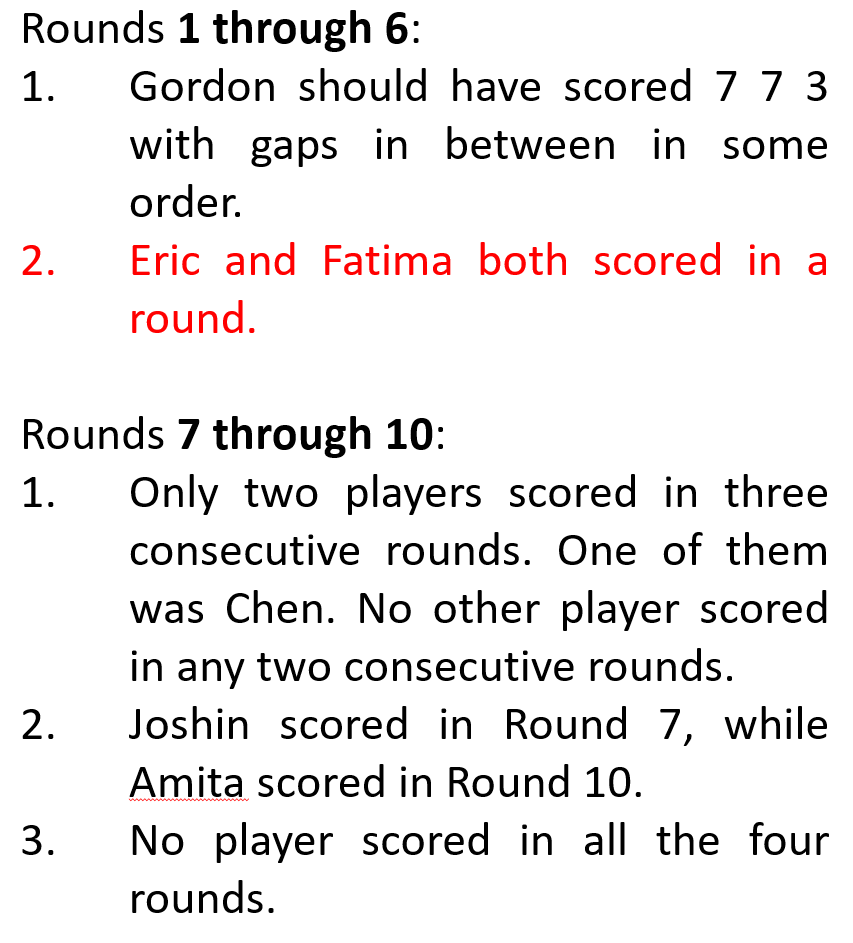 Rounds 1 through 6:
1. Gordon should have scored 7 7 3
with gaps in between in some
order.
2. Eric and Fatima both scored in a
round.
Rounds 7 through 10:
1. Only two players scored in three
consecutive rounds. One of them
was Chen. No other player scored
in any two consecutive rounds.
2. Joshin scored in Round 7, while
Amita scored in Round 10.
3. No player scored in all the four
rounds.